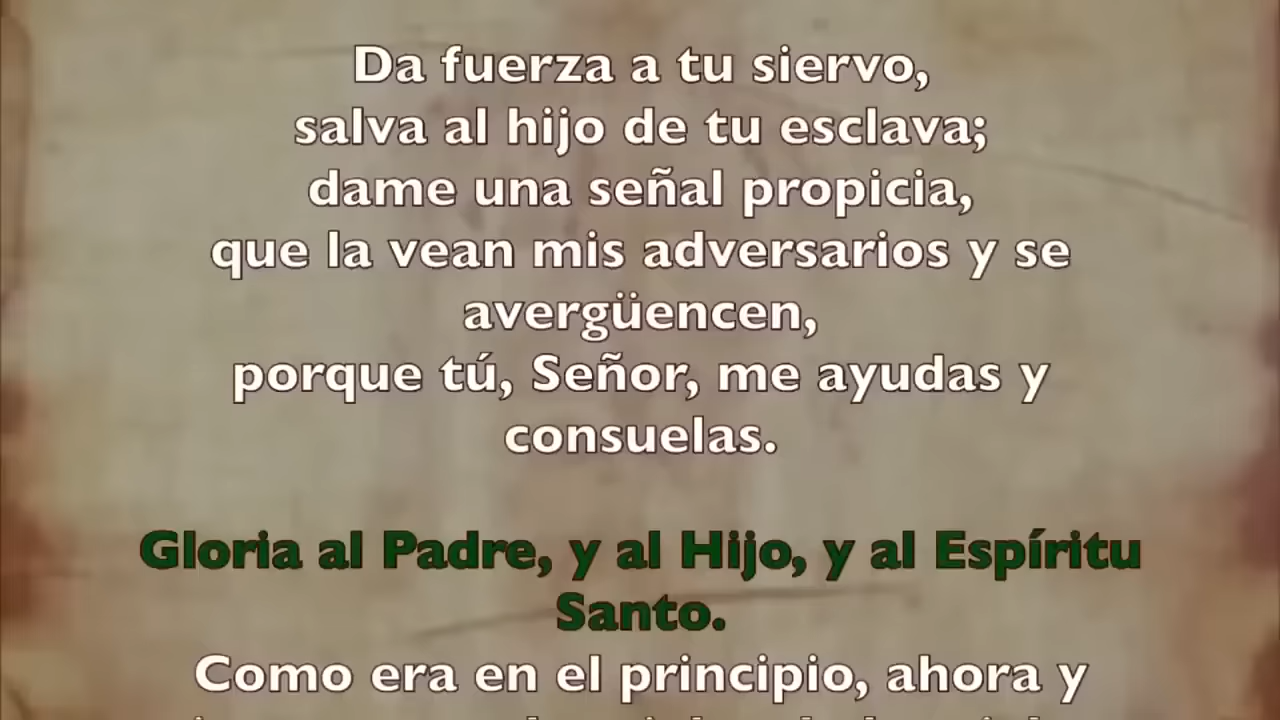 Da fuerza a tu siervo,
salva al hijo de tu esclava;
dame una señal propicia,
que la vean mis adversarios y se
avergüencen,
porque tú, Señor, me ayudas y
consuelas.
Gloria al Padre, y al Hijo, y al Espíritu
Santo.
Como era en el principio, ahora y